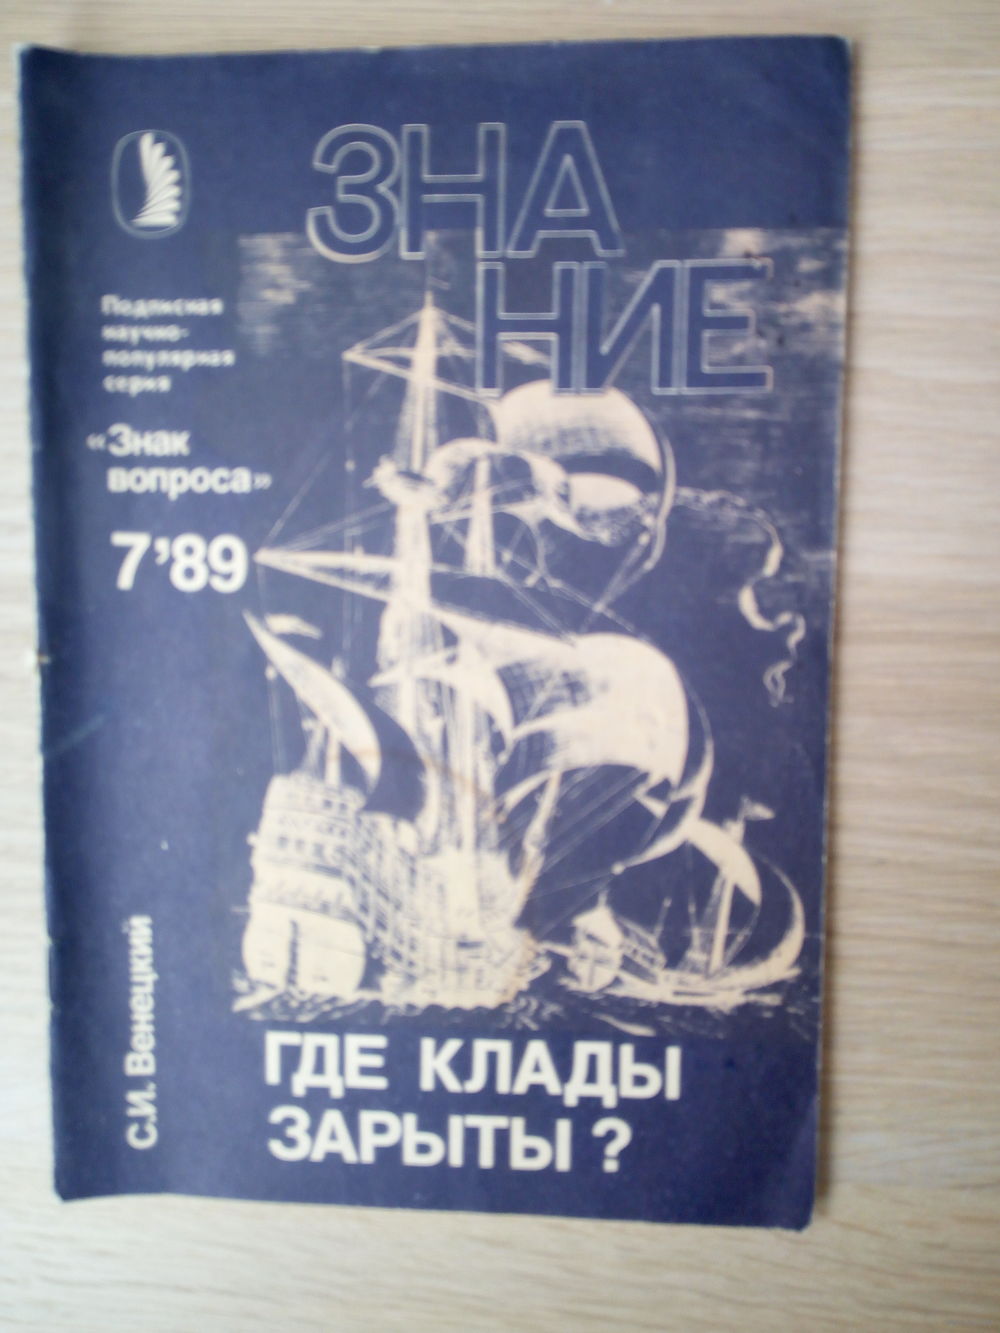 ЗНА
НИЕ
Подписная
научно-
популярная
серия
«Знак
вопроса»
7'89
С.И. Венецкий
ГДЕ КЛАДЫ
ЗАРЫТЫ?